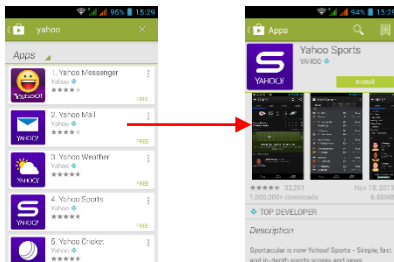 95% 15:29
yahoo
Apps
1. Yahoo Messenger
Yahoo
FREE
YAHOO!
2. Yahoo Mail
Yahoo
FREE
YAHOO!
3. Yahoo Weather
Yahoo
FREE
YAHOO!
4. Yahoo Sports
Yahoo
FREE
YAHOO!
5. Yahoo Cricket
Yahoo
94% 15:29
Apps
Yahoo Sports
YAHOO
YAHOO!
Install
33,291
Nov 18, 2013
1,000,000+ downloads
6.68MB
TOP DEVELOPER
Description
Sportacular is now Yahoo! Sports - Simple, fast
and in-depth sports scores and news